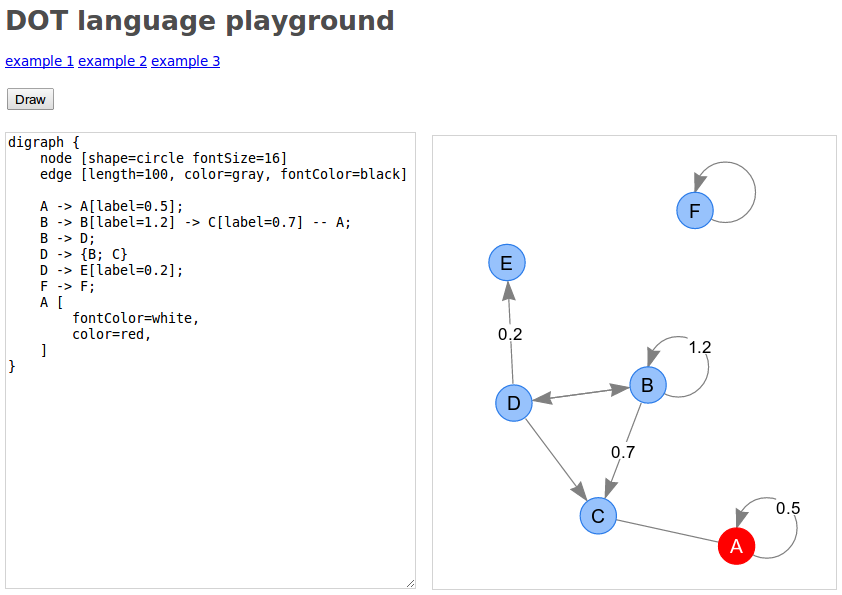 DOT language playground
example 1 example 2 example 3
Draw
digraph {
    node [shape=circle fontSize=16]
    edge [length=100, color=gray, fontColor=black]

    A -> A[label=0.5];
    B -> B[label=1.2] -> C[label=0.7] -- A;
    B -> D;
    D -> {B; C}
    D -> E[label=0.2];
    F -> F;
    A [
        fontColor=white,
        color=red,
    ]
}
F
E
0.2
1.2
B
D
0.7
0.5
C
A